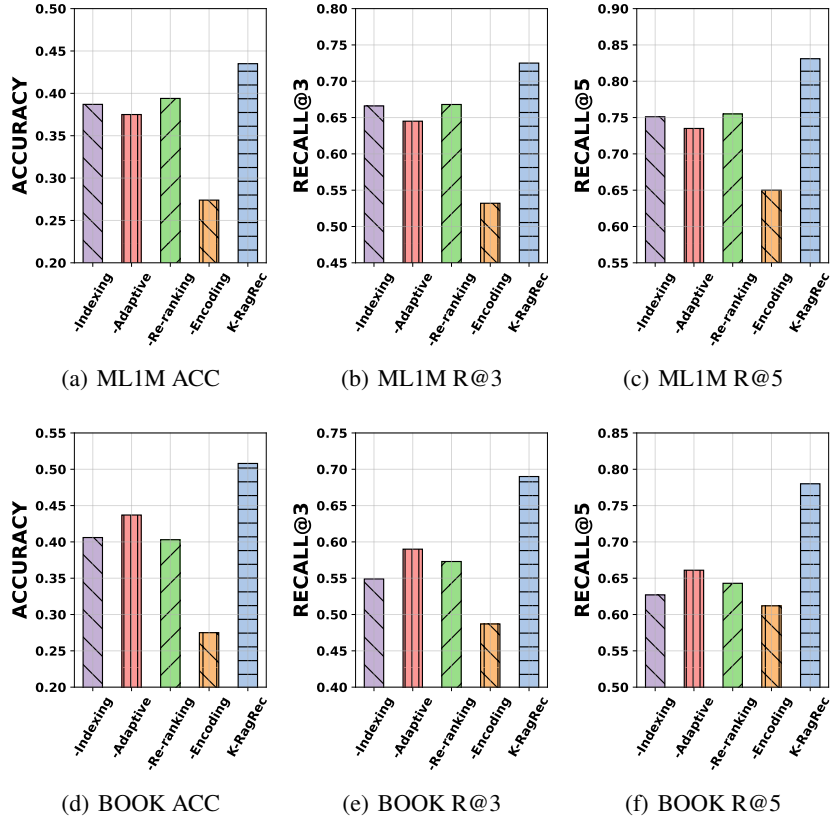 0.50
0.45
0.40
0.35
0.30
0.25
0.20
ACCURACY
-Indexing
-Adaptive
-Re-ranking
-Encoding
K-RagRec
(a) ML1M ACC
0.80
0.75
0.70
0.65
0.60
0.55
0.50
0.45
RECALL@3
-Indexing
-Adaptive
-Re-ranking
-Encoding
K-RagRec
(b) ML1M R@3
0.90
0.85
0.80
0.75
0.70
0.65
0.60
0.55
RECALL@5
-Indexing
-Adaptive
-Re-ranking
-Encoding
K-RagRec
(c) ML1M R@5
0.55
0.50
0.45
0.40
0.35
0.30
0.25
0.20
ACCURACY
-Indexing
-Adaptive
-Re-ranking
-Encoding
K-RagRec
(d) BOOK ACC
0.75
0.70
0.65
0.60
0.55
0.50
0.45
0.40
RECALL@3
-Indexing
-Adaptive
-Re-ranking
-Encoding
K-RagRec
(e) BOOK R@3
0.85
0.80
0.75
0.70
0.65
0.60
0.55
0.50
RECALL@5
-Indexing
-Adaptive
-Re-ranking
-Encoding
K-RagRec
(f) BOOK R@5